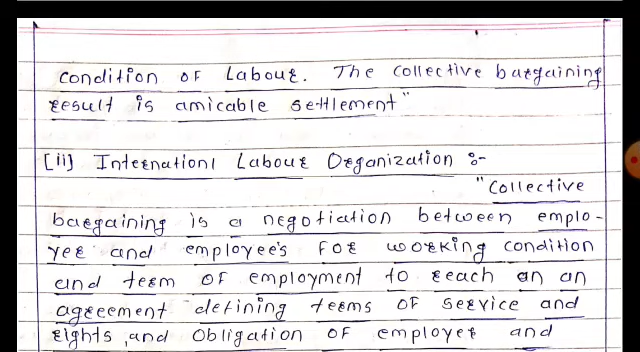 condition of Labour. The collective bargaining
result is amicable settlement"
[ii] Internationl Labour Organization :-
"collective
bargaining is a negotiation between emplo-
yer and employee's for working condition
and term of employment to reach an an
agreement defining terms of service and
rights, and obligation of employer and